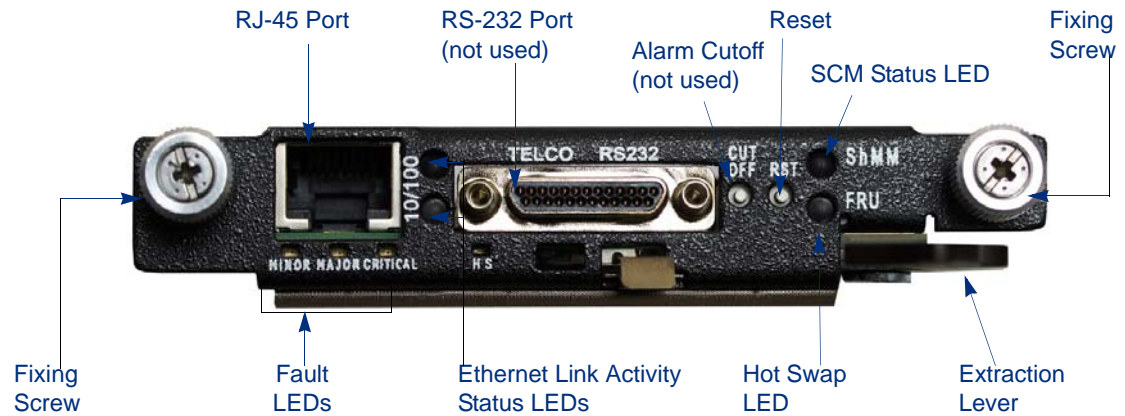 RJ-45 Port
RS-232 Port
(not used)
Alarm Cutoff
(not used)
Reset
SCM Status LED
Fixing
Screw
10/100
TELCO RS232
CUT
OFF
RST
ShMM
FRU
MINOR MAJOR CRITICAL
HS
Fixing
Screw
Fault
LEDs
Ethernet Link Activity
Status LEDs
Hot Swap
LED
Extraction
Lever